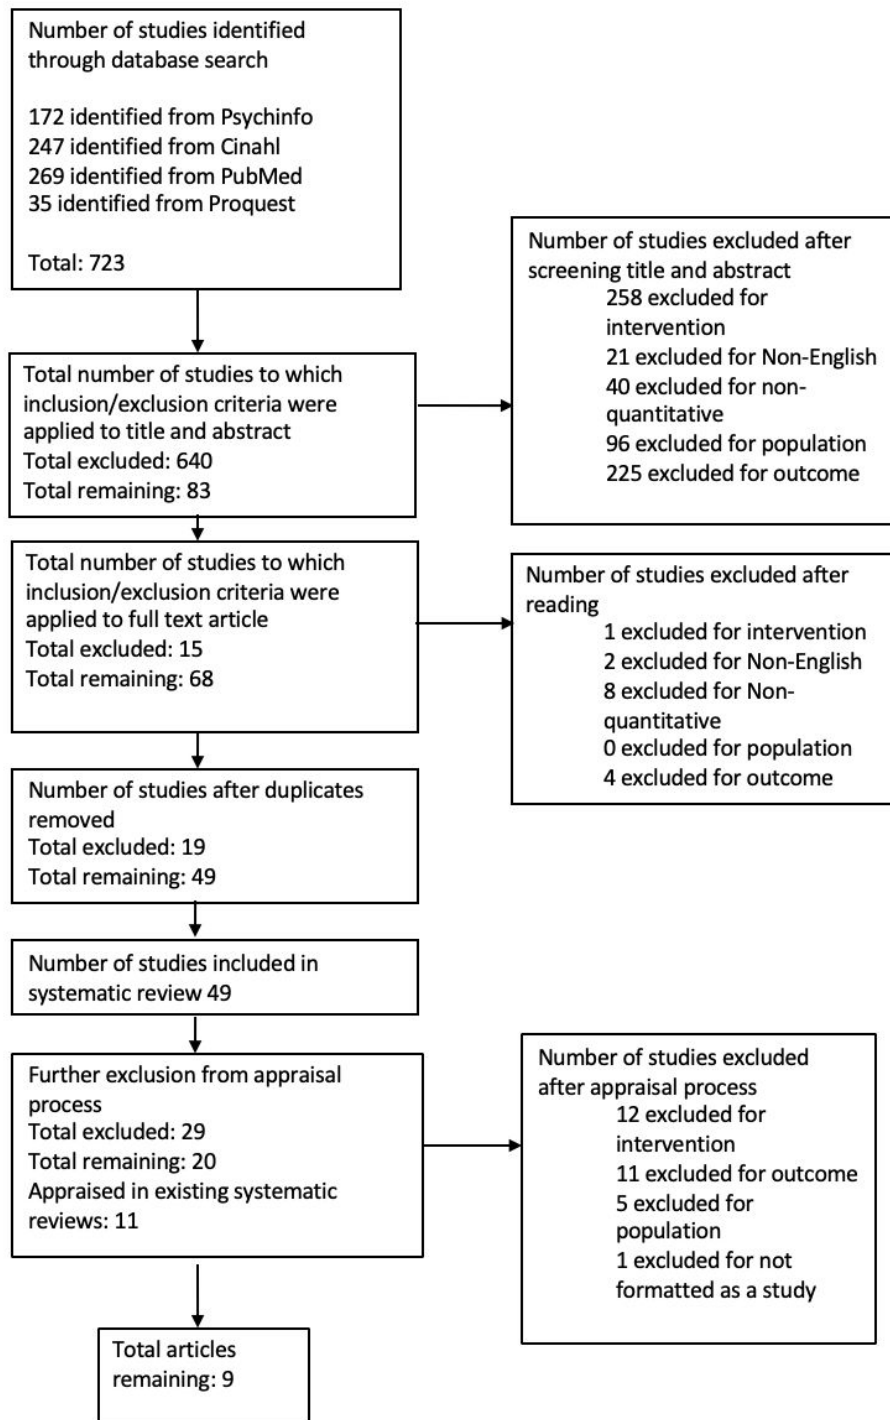 Number of studies identified
through database search
172 identified from Psychinfo
247 identified from Cinahl
269 identified from PubMed
35 identified from Proquest
Total: 723
Number of studies excluded after
screening title and abstract
258 excluded for
intervention
21 excluded for Non-English
40 excluded for non-
quantitative
96 excluded for population
225 excluded for outcome
Total number of studies to which
inclusion/exclusion criteria were
applied to title and abstract
Total excluded: 640
Total remaining: 83
Total number of studies to which
inclusion/exclusion criteria were
applied to full text article
Total excluded: 15
Total remaining: 68
Number of studies excluded after
reading
1 excluded for intervention
2 excluded for Non-English
8 excluded for Non-
quantitative
0 excluded for population
4 excluded for outcome
Number of studies after duplicates
removed
Total excluded: 19
Total remaining: 49
Number of studies included in
systematic review 49
Further exclusion from appraisal
process
Total excluded: 29
Total remaining: 20
Appraised in existing systematic
reviews: 11
Number of studies excluded
after appraisal process
12 excluded for
intervention
11 excluded for outcome
5 excluded for
population
1 excluded for not
formatted as a study
Total articles
remaining: 9